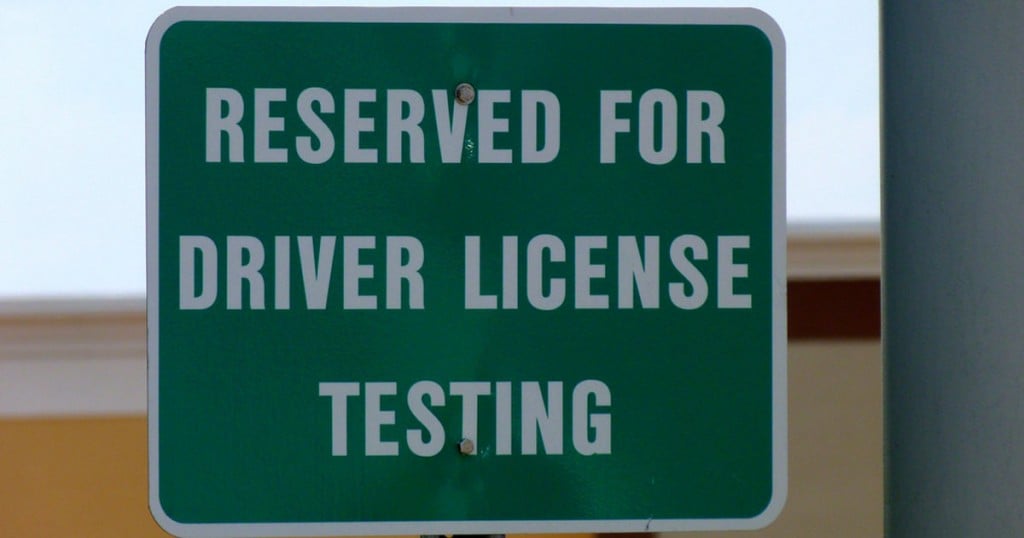 RESERVED FOR
DRIVER LICENSE
TESTING